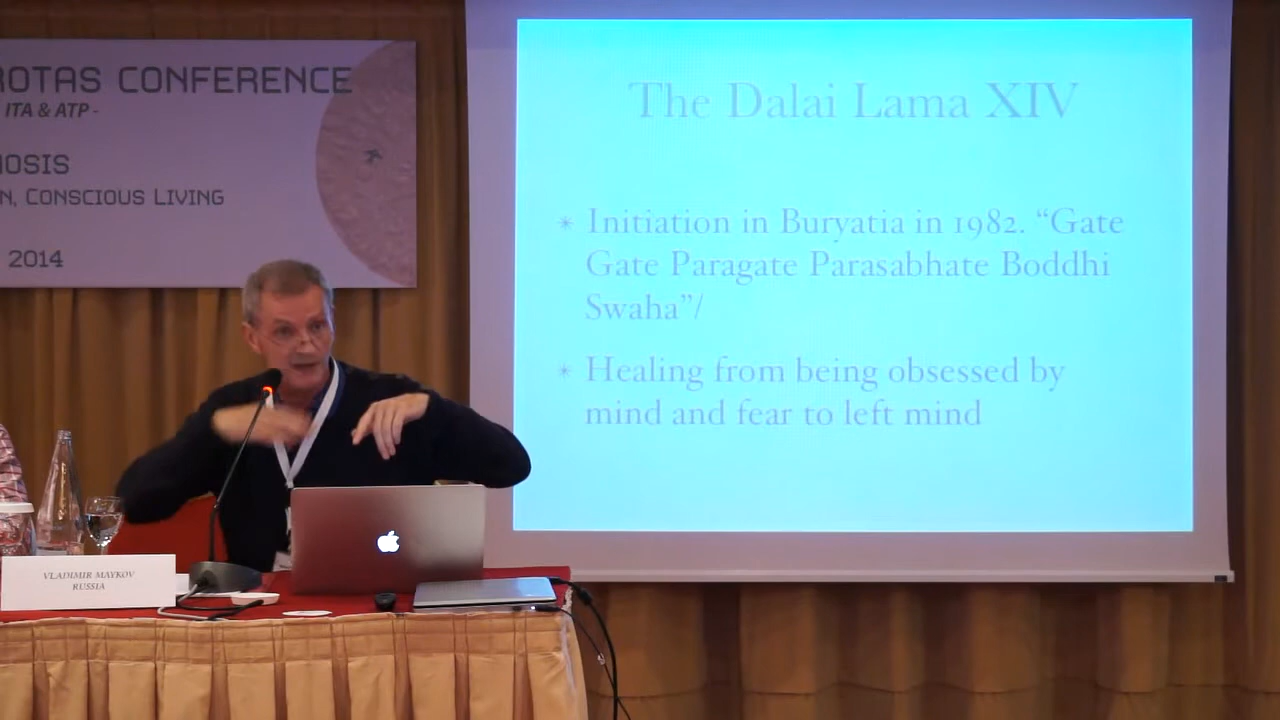 ROTAS CONFERENCE
ITA & ATP -
NOSIS
N, CONSCIOUS LIVING
2014
The Dalai Lama XIV
* Initiation in Buryatia in 1982. “Gate
Gate Paragate Parasabhate Boddhi
Swaha”/
* Healing from being obsessed by
mind and fear to left mind
VLADIMIR MAYKOV
RUSSIA